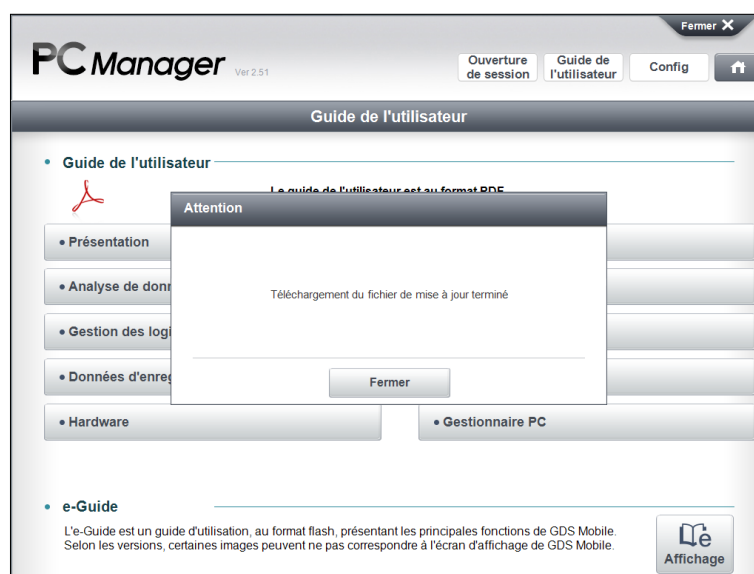 Fermer X
PC Manager Ver 2.51
Ouverture de session
Guide de l'utilisateur
Config
Guide de l'utilisateur
• Guide de l'utilisateur
Le guide de l'utilisateur est au format PDF
Attention
• Présentation
• Analyse de donn
Téléchargement du fichier de mise à jour terminé
• Gestion des logi
• Données d'enreg
Fermer
• Hardware
• Gestionnaire PC
• e-Guide
L'e-Guide est un guide d'utilisation, au format flash, présentant les principales fonctions de GDS Mobile.
Selon les versions, certaines images peuvent ne pas correspondre à l'écran d'affichage de GDS Mobile.
e
Affichage